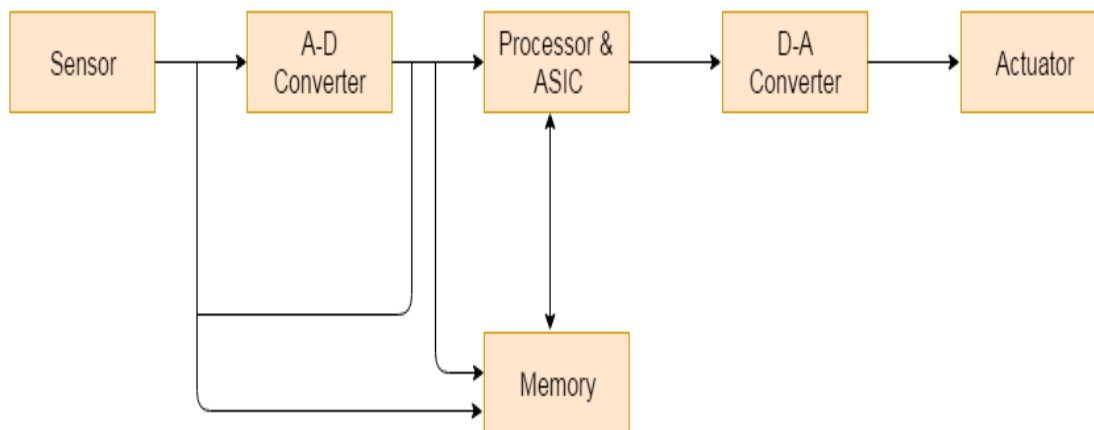 Sensor
A-D
Converter
Processor &
ASIC
D-A
Converter
Actuator
Memory